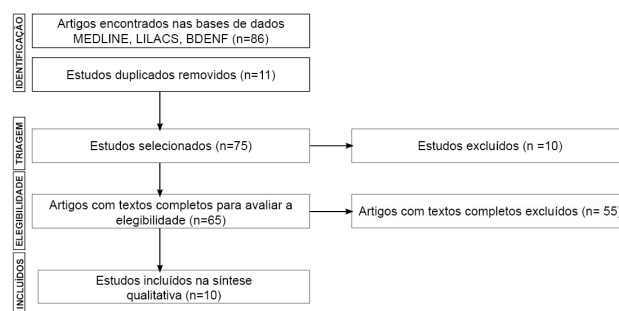 IDENTIFICAÇÃO
Artigos encontrados nas bases de dados
MEDLINE, LILACS, BDENF (n=86)
Estudos duplicados removidos (n=11)
TRIAGEM
Estudos selecionados (n=75)
Estudos excluídos (n =10)
ELEGIBILIDADE
Artigos com textos completos para avaliar a
elegibilidade (n=65)
Artigos com textos completos excluídos (n= 55)
INCLUÍDOS
Estudos incluídos na síntese
qualitativa (n=10)